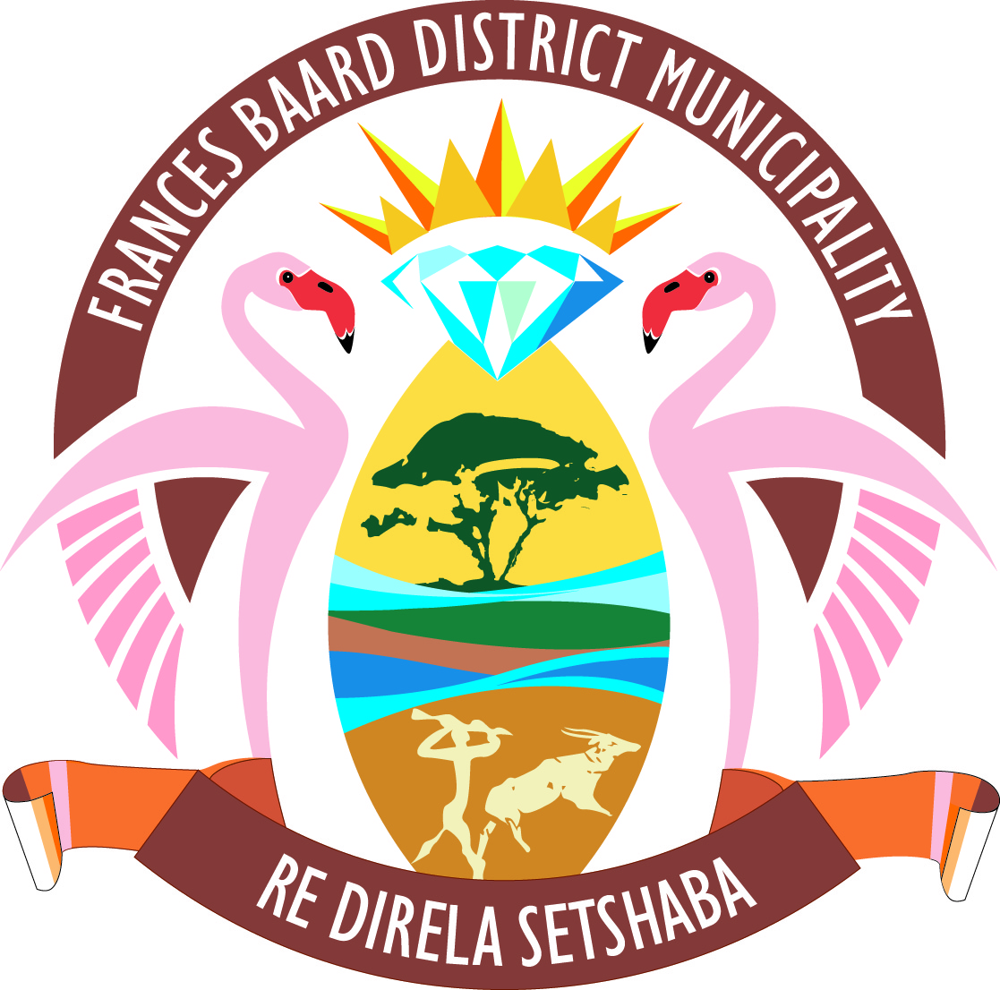 FRANCES BAARD DISTRICT MUNICIPALITY
RE DIRELA SETSHABA